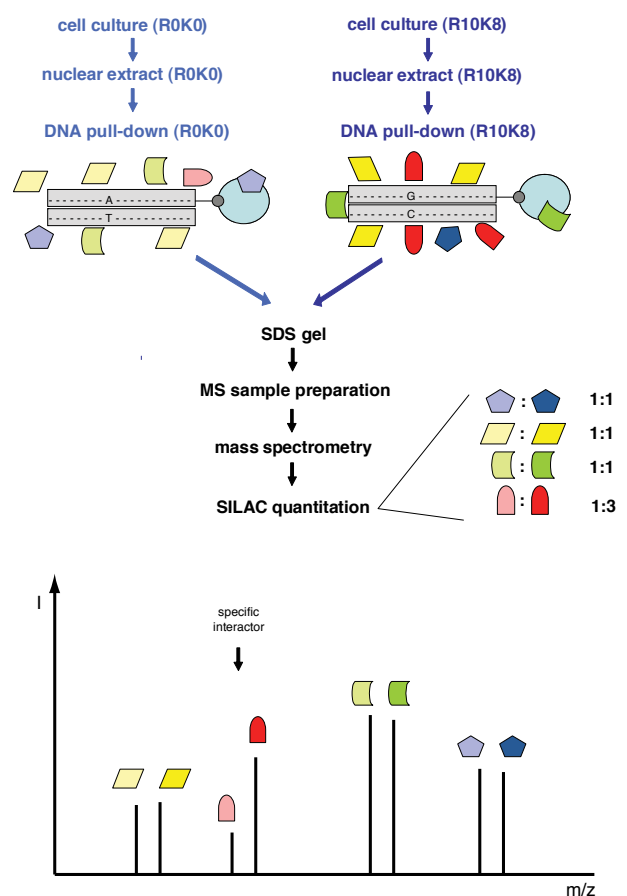 cell culture (R0K0)
cell culture (R10K8)
nuclear extract (R0K0)
nuclear extract (R10K8)
DNA pull-down (R0K0)
DNA pull-down (R10K8)
A
T
G
C
SDS gel
MS sample preparation
mass spectrometry
SILAC quantitation
: 1:1
: 1:1
: 1:1
: 1:3
I
specific
interactor
m/z